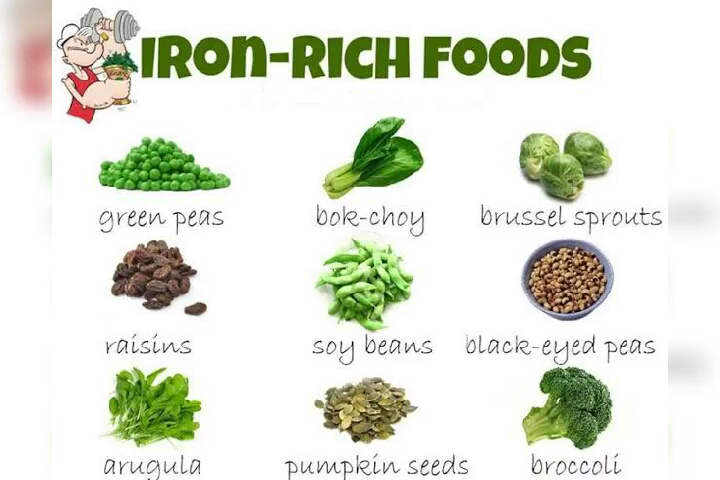 IRON-RICH FOODS
green peas
bok-choy
brussel sprouts
raisins
soy beans
black-eyed peas
arugula
pumpkin seeds
broccoli